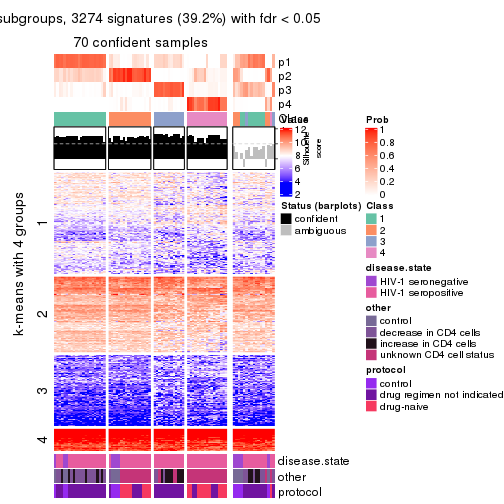 subgroups, 3274 signatures (39.2%) with fdr < 0.05
70 confident samples
p1
p2
p3
p4
Value
12
10
8
6
4
2
Silhouette
score
Prob
1
0.8
0.6
0.4
0.2
0
Status (barplots)
confident
ambiguous
Class
1
2
3
4
disease.state
HIV-1 seronegative
HIV-1 seropositive
other
control
decrease in CD4 cells
increase in CD4 cells
unknown CD4 cell status
protocol
control
drug regimen not indicated
drug-naive
k-means with 4 groups
1
2
3
4
disease.state
other
protocol